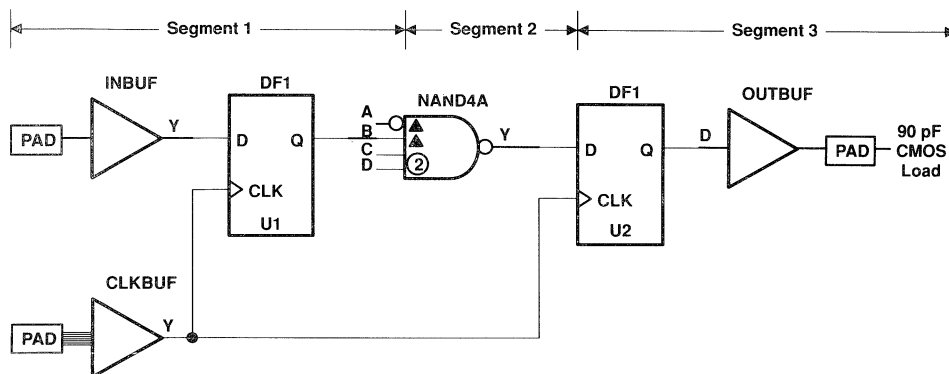 Segment 1
Segment 2
Segment 3
INBUF
DF1
NAND4A
DF1
OUTBUF
PAD
Y
D
Q
CLK
U1
A
B
C
D
2
Y
D
Q
CLK
U2
D
PAD
90 pF
CMOS
Load
CLKBUF
PAD
Y